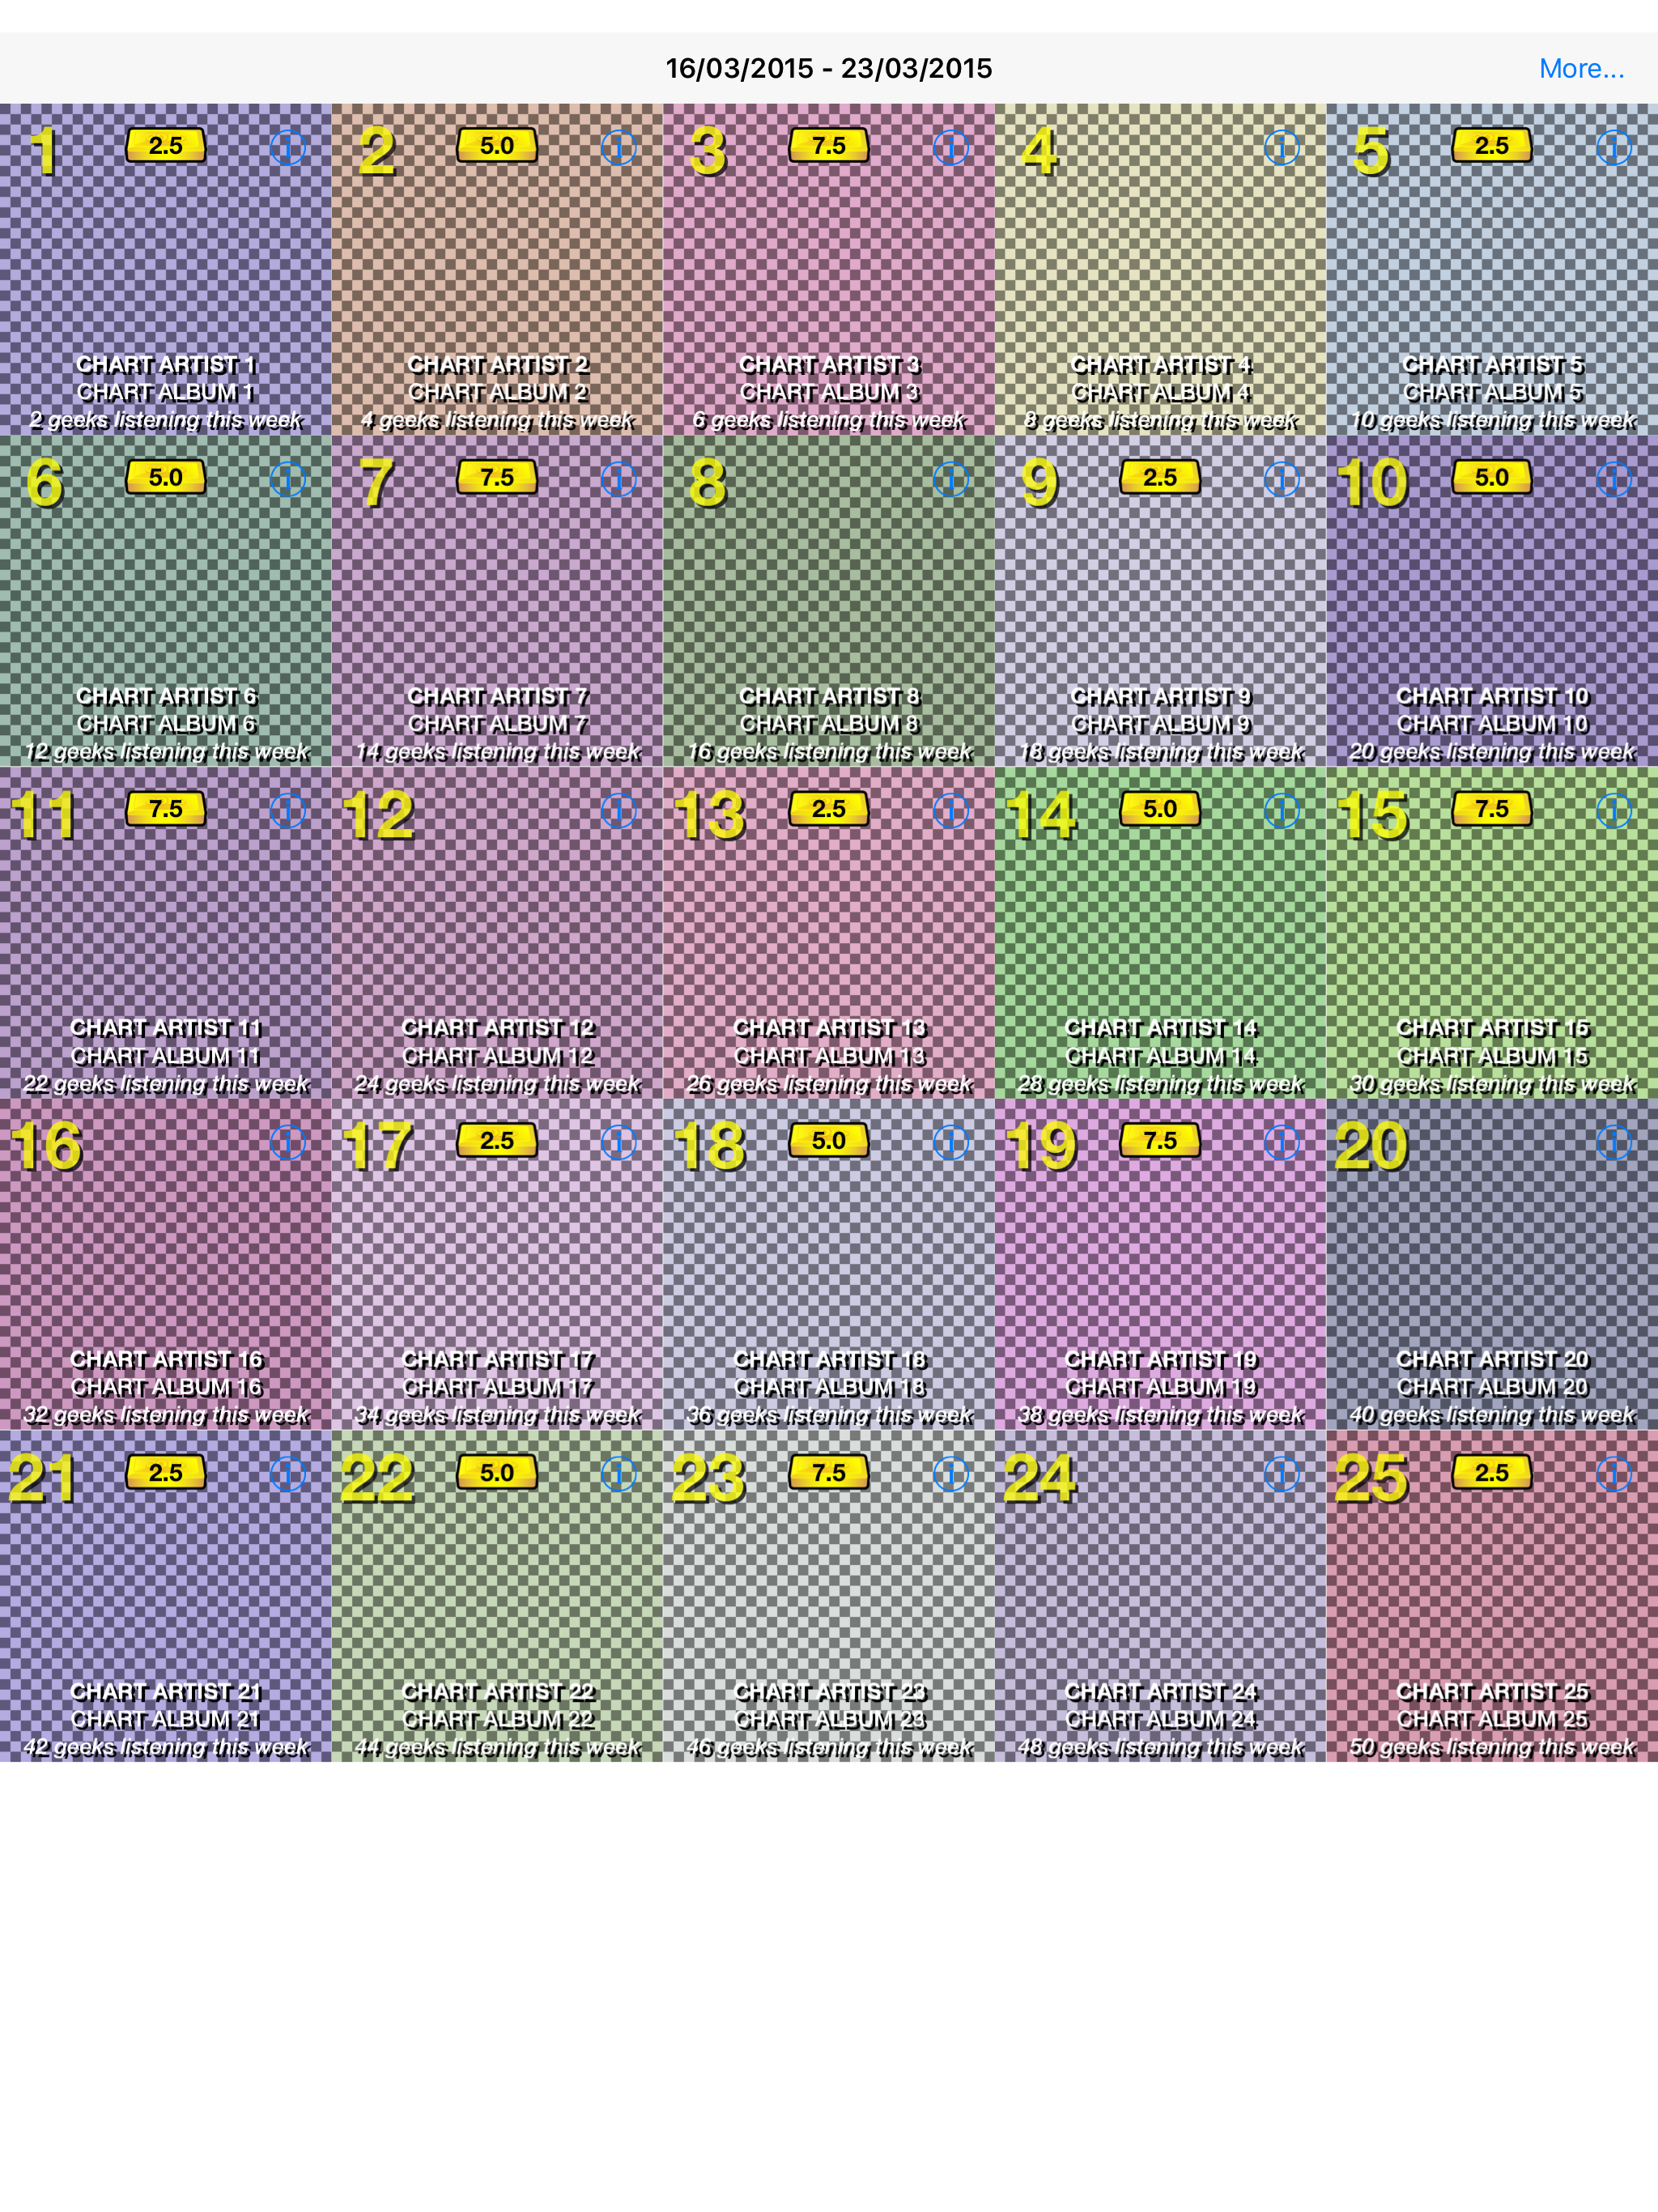 16/03/2015 - 23/03/2015 More...
1 2.5
CHART ARTIST 1
CHART ALBUM 1
2 geeks listening this week
2 5.0
CHART ARTIST 2
CHART ALBUM 2
4 geeks listening this week
3 7.5
CHART ARTIST 3
CHART ALBUM 3
6 geeks listening this week
4
CHART ARTIST 4
CHART ALBUM 4
8 geeks listening this week
5 2.5
CHART ARTIST 5
CHART ALBUM 5
10 geeks listening this week
6 5.0
CHART ARTIST 6
CHART ALBUM 6
12 geeks listening this week
7 7.5
CHART ARTIST 7
CHART ALBUM 7
14 geeks listening this week
8
CHART ARTIST 8
CHART ALBUM 8
16 geeks listening this week
9 2.5
CHART ARTIST 9
CHART ALBUM 9
18 geeks listening this week
10 5.0
CHART ARTIST 10
CHART ALBUM 10
20 geeks listening this week
11 7.5
CHART ARTIST 11
CHART ALBUM 11
22 geeks listening this week
12
CHART ARTIST 12
CHART ALBUM 12
24 geeks listening this week
13 2.5
CHART ARTIST 13
CHART ALBUM 13
26 geeks listening this week
14 5.0
CHART ARTIST 14
CHART ALBUM 14
28 geeks listening this week
15 7.5
CHART ARTIST 15
CHART ALBUM 15
30 geeks listening this week
16
CHART ARTIST 16
CHART ALBUM 16
32 geeks listening this week
17 2.5
CHART ARTIST 17
CHART ALBUM 17
34 geeks listening this week
18 5.0
CHART ARTIST 18
CHART ALBUM 18
36 geeks listening this week
19 7.5
CHART ARTIST 19
CHART ALBUM 19
38 geeks listening this week
20
CHART ARTIST 20
CHART ALBUM 20
40 geeks listening this week
21 2.5
CHART ARTIST 21
CHART ALBUM 21
42 geeks listening this week
22 5.0
CHART ARTIST 22
CHART ALBUM 22
44 geeks listening this week
23 7.5
CHART ARTIST 23
CHART ALBUM 23
46 geeks listening this week
24
CHART ARTIST 24
CHART ALBUM 24
48 geeks listening this week
25 2.5
CHART ARTIST 25
CHART ALBUM 25
50 geeks listening this week